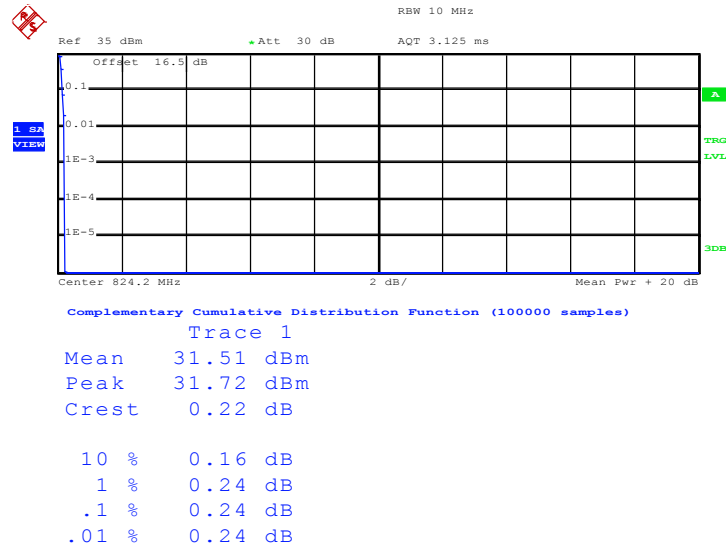 RBW 10 MHz
Ref 35 dBm * Att 30 dB AQT 3.125 ms
Offset 16.5 dB
0.1
A
0.01
1 SA
VIEW
TRG
LVL
1E-3
1E-4
1E-5
3DB
Center 824.2 MHz 2 dB/ Mean Pwr + 20 dB
Complementary Cumulative Distribution Function (100000 samples)
Trace 1
Mean 31.51 dBm
Peak 31.72 dBm
Crest 0.22 dB
10 % 0.16 dB
1 % 0.24 dB
.1 % 0.24 dB
.01 % 0.24 dB